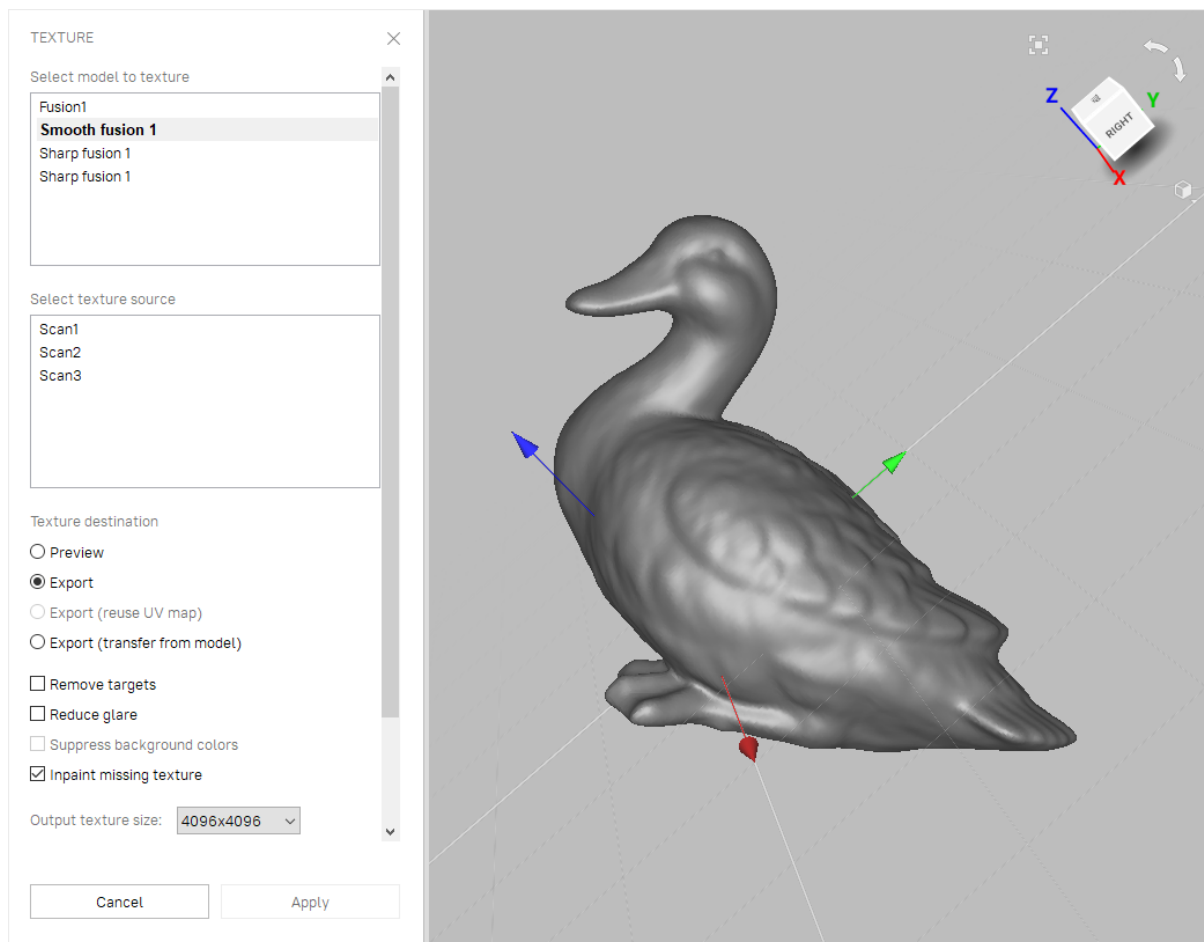 TEXTURE
Select model to texture
Fusion1
Smooth fusion 1
Sharp fusion 1
Sharp fusion 1
Select texture source
Scan1
Scan2
Scan3
Texture destination
Preview
Export
Export (reuse UV map)
Export (transfer from model)
Remove targets
Reduce glare
Suppress background colors
Inpaint missing texture
Output texture size: 4096x4096
Cancel Apply
Z Y
RIGHT
X